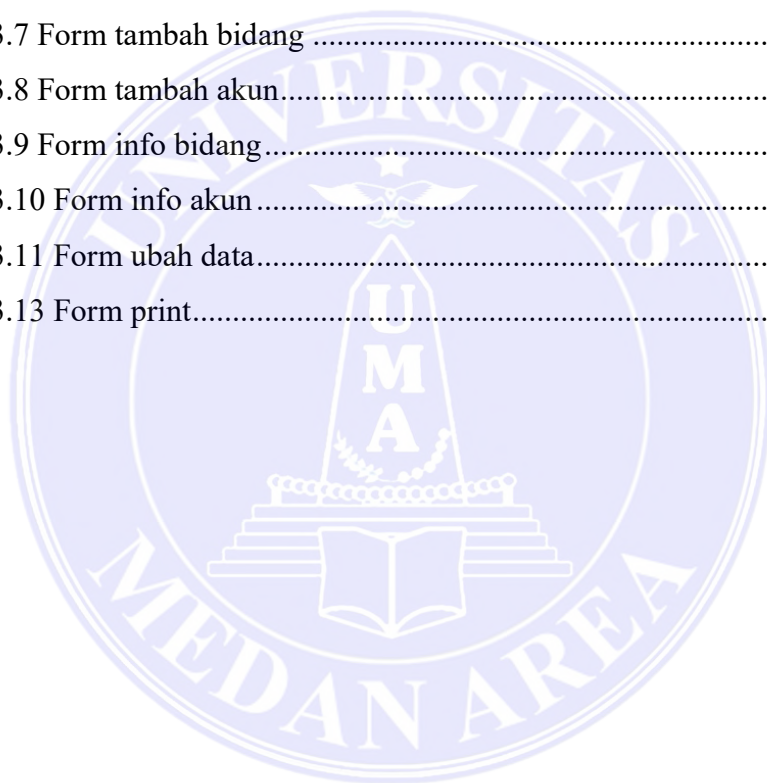 3.7 Form tambah bidang ............................................................
3.8 Form tambah akun................................................................
3.9 Form info bidang..................................................................
3.10 Form info akun...................................................................
3.11 Form ubah data...................................................................
3.13 Form print...........................................................................
UNIVERSITAS
U
M
A
MEDAN AREA